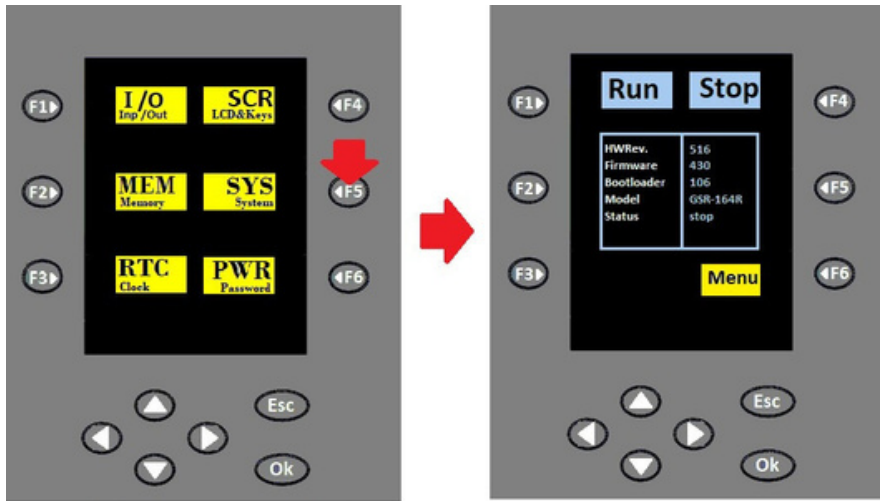 F1 I/O SCR F4
Inp/Out LCD&Keys
F2 MEM SYS F5
Memory System
F3 RTC PWR F6
Clock Password
Esc
Ok
F1 Run Stop F4
HWRev. 516
Firmware 430
F2 Bootloader 106 F5
Model GSR-164R
Status stop
F3 Menu F6
Esc
Ok